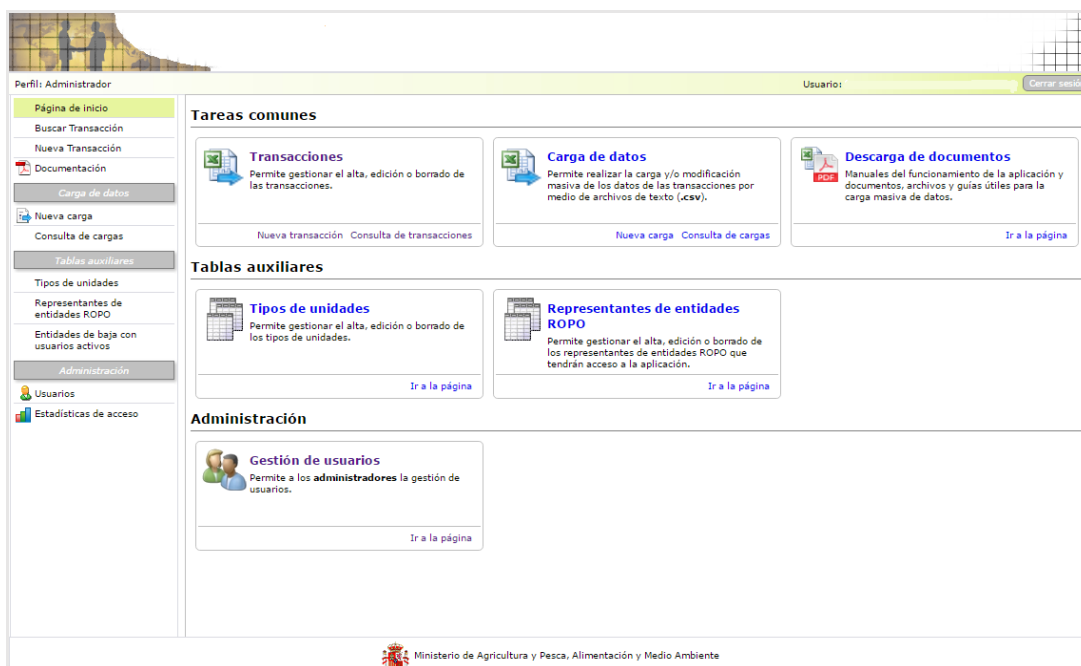 Perfil: Administrador
Usuario:
Cerrar sesió
Página de inicio
Buscar Transacción
Nueva Transacción
Documentación
Carga de datos
Nueva carga
Consulta de cargas
Tablas auxiliares
Tipos de unidades
Representantes de
entidades ROPO
Entidades de baja con
usuarios activos
Administración
Usuarios
Estadísticas de acceso
Tareas comunes
Transacciones
Permite gestionar el alta, edición o borrado de
las transacciones.
Nueva transacción Consulta de transacciones
Carga de datos
Permite realizar la carga y/o modificación
masiva de los datos de las transacciones por
medio de archivos de texto (.csv).
Nueva carga Consulta de cargas
PDF
Descarga de documentos
Manuales del funcionamiento de la aplicación y
documentos, archivos y guías útiles para la
carga masiva de datos.
Ir a la página
Tablas auxiliares
Tipos de unidades
Permite gestionar el alta, edición o borrado de
los tipos de unidades.
Ir a la página
Representantes de entidades
ROPO
Permite gestionar el alta, edición o borrado de
los representantes de entidades ROPO que
tendrán acceso a la aplicación.
Ir a la página
Administración
Gestión de usuarios
Permite a los administradores la gestión de
usuarios.
Ir a la página
Ministerio de Agricultura y Pesca, Alimentación y Medio Ambiente